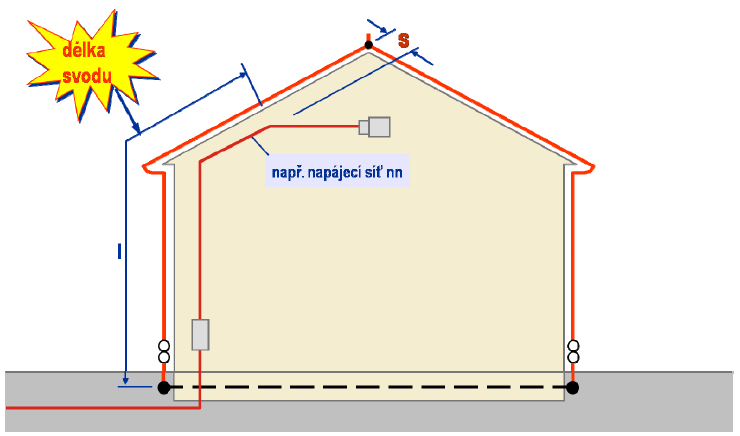 délka
svodu
s
např. napájecí síť nn
l